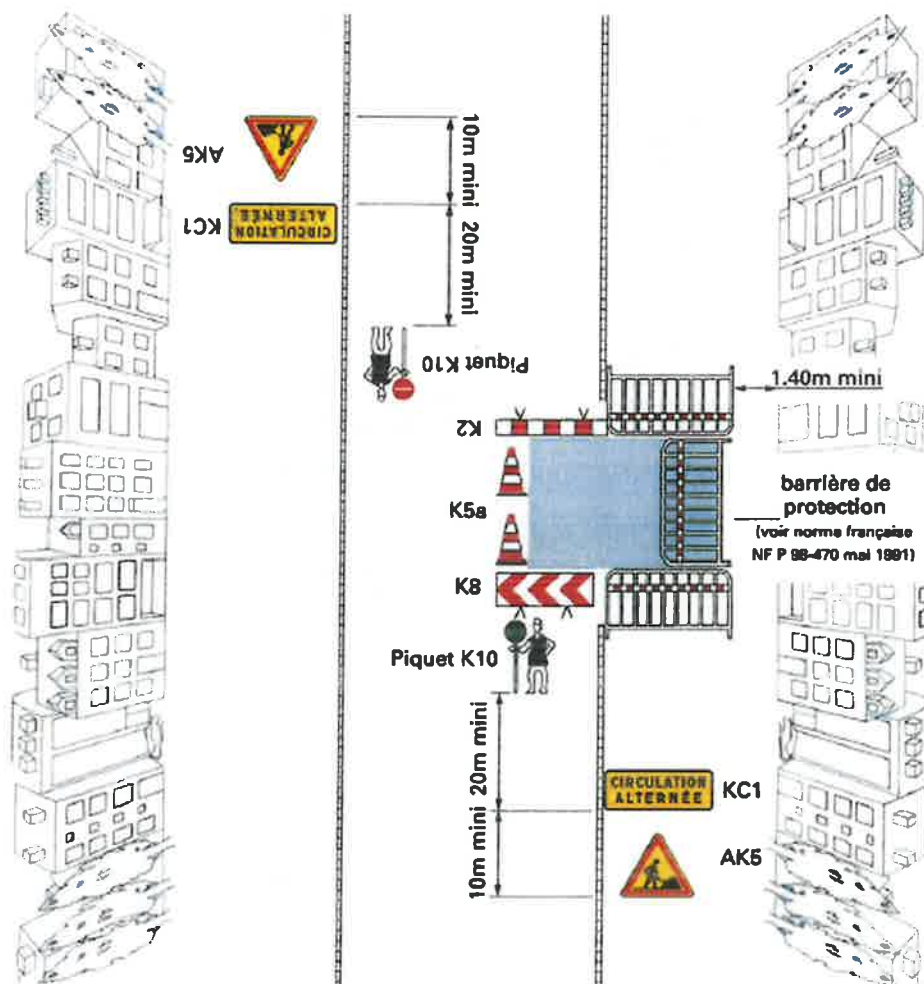 AK5
10m mini
KC1
CIRCULATION
ALTERNÉE
20m mini
Piquet K10
1.40m mini
K2
barrière de
protection
(voir norme française
NF P 98-470 mai 1991)
K5a
K8
Piquet K10
20m mini
CIRCULATION
ALTERNÉE
KC1
10m mini
AK5